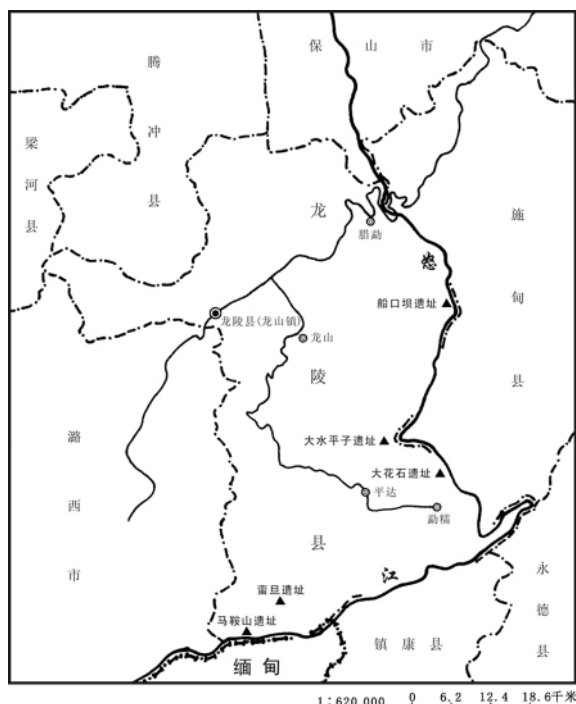 保山市
腾冲县
梁河县
龙陵县
施甸县
腊勐
怒江
船口坝遗址
龙陵县(龙山镇)
龙山
大水平子遗址
大花石遗址
潞西市
平达
勐糯
蛮旦遗址
马鞍山遗址
永德县
镇康县
缅甸
1:620 000 0 6.2 12.4 18.6千米